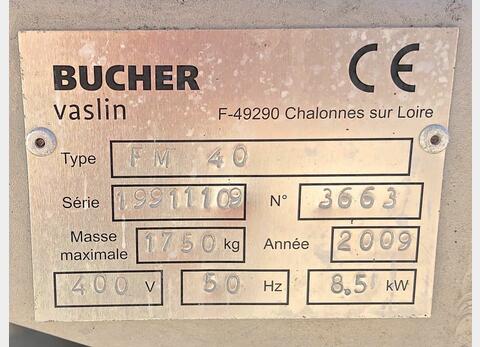 BUCHER CE
vaslin F-49290 Chalonnes sur Loire
Type FM 40
Série 19911109 N° 3663
Masse maximale 1750 kg Année 2009
400 V 50 Hz 8.5 kW